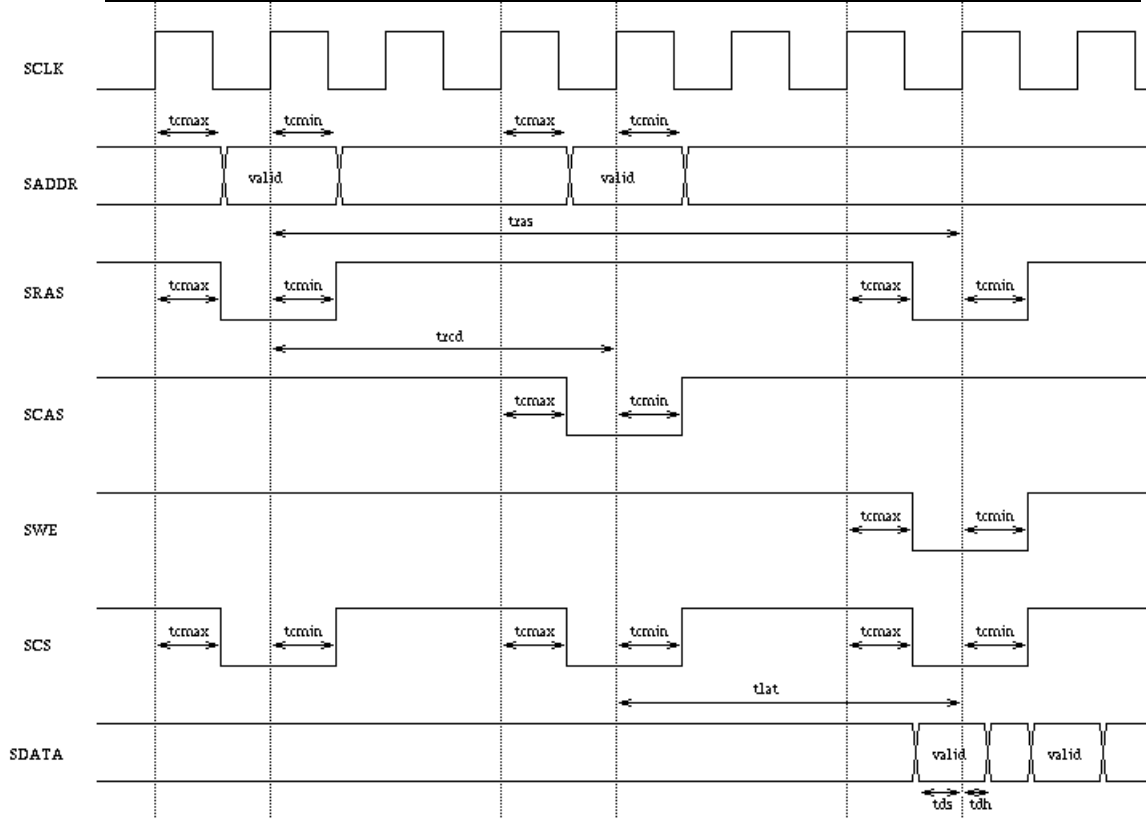 SCLK
tcmax tcmin tcmax tcmin
SADDR valid valid
tras
SRAS tcmax tcmin tcmax tcmin
trcd
SCAS tcmax tcmin
SWE tcmax tcmin
SCS tcmax tcmin tcmax tcmin tcmax tcmin
tlat
SDATA valid valid
tds tdh